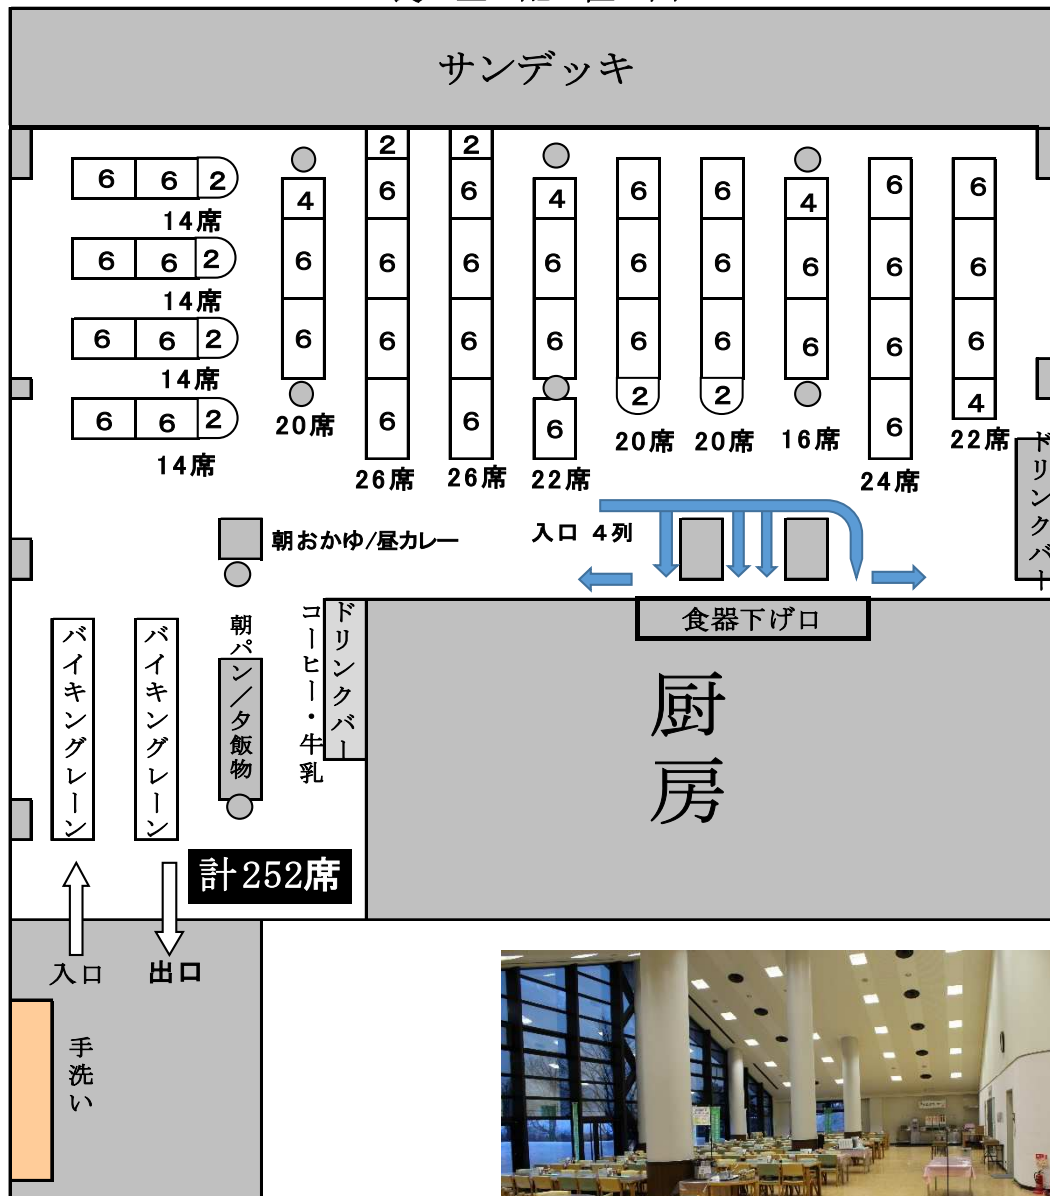 サンデッキ
6 6 2
14席
6 6 2
14席
6 6 2
14席
6 6 2
14席
4
6
6
20席
2
6
6
6
6
26席
2
6
6
6
6
26席
4
6
6
6
22席
6
6
6
2
20席
6
6
6
2
20席
4
6
6
16席
6
6
6
6
24席
6
6
6
4
22席
ドリンクバー
朝おかゆ/昼カレー
入口 4列
食器下げ口
バイキングレーン
バイキングレーン
朝パン/夕飯物
コーヒー・牛乳
ドリンクバー
厨房
計252席
入口
出口
手洗い